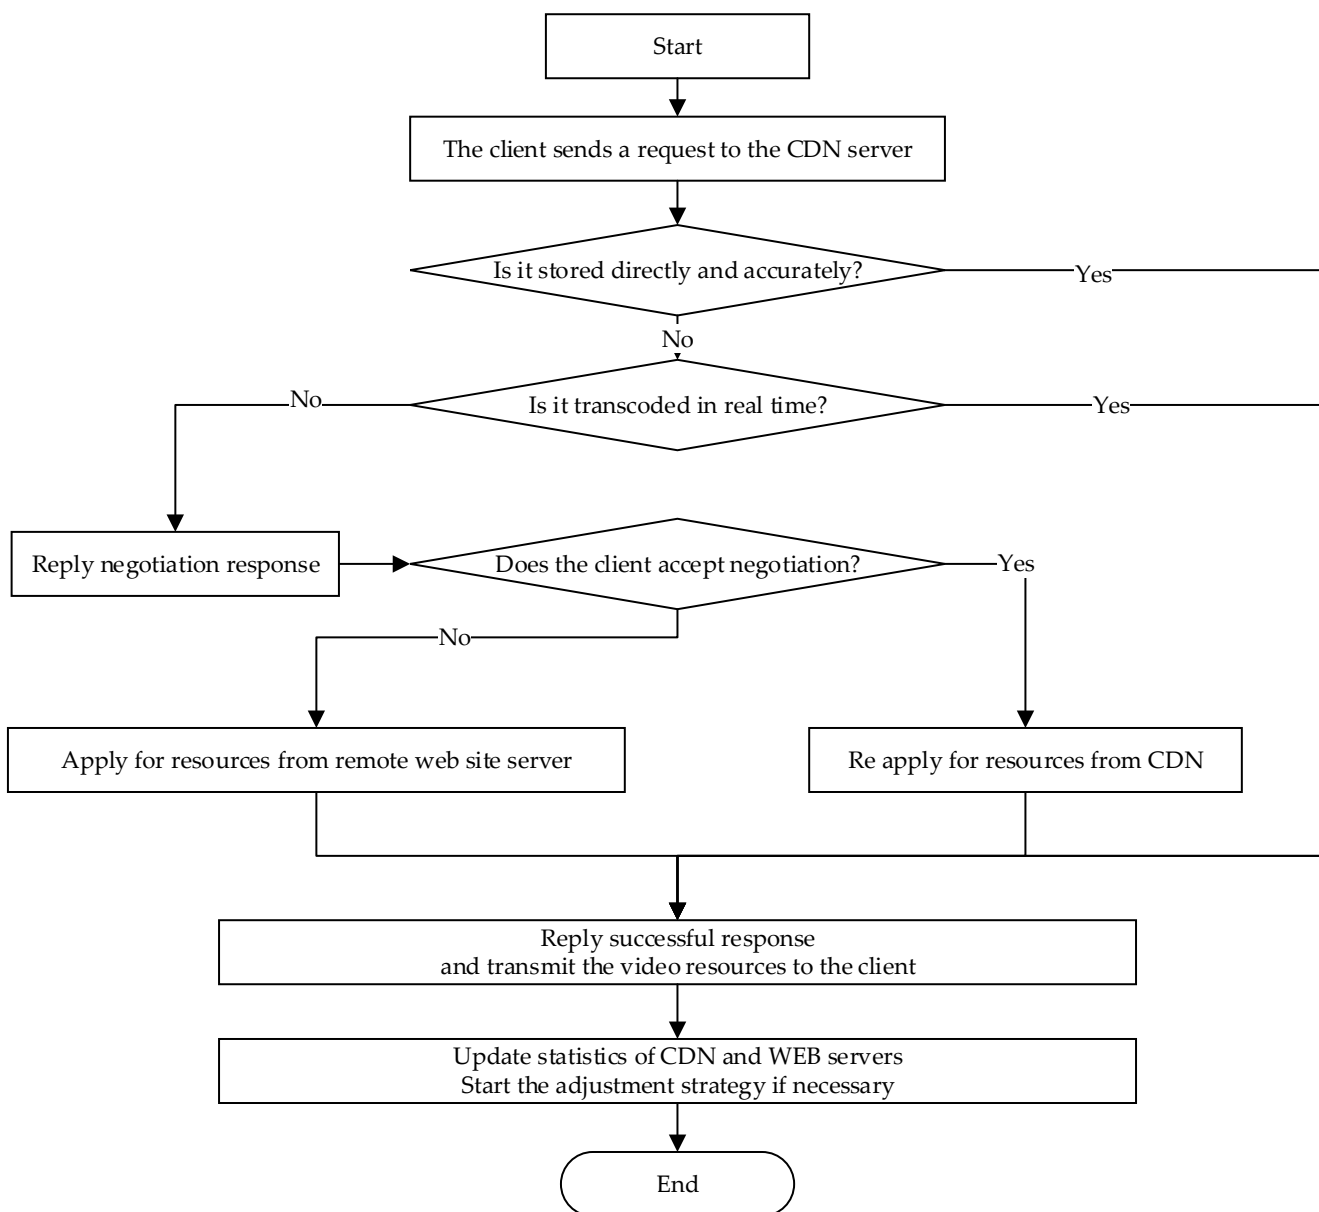 Start
The client sends a request to the CDN server
Is it stored directly and accurately?
Yes
No
No
Is it transcoded in real time?
Yes
Reply negotiation response
Does the client accept negotiation?
Yes
No
Apply for resources from remote web site server
Re apply for resources from CDN
Reply successful response
and transmit the video resources to the client
Update statistics of CDN and WEB servers
Start the adjustment strategy if necessary
End